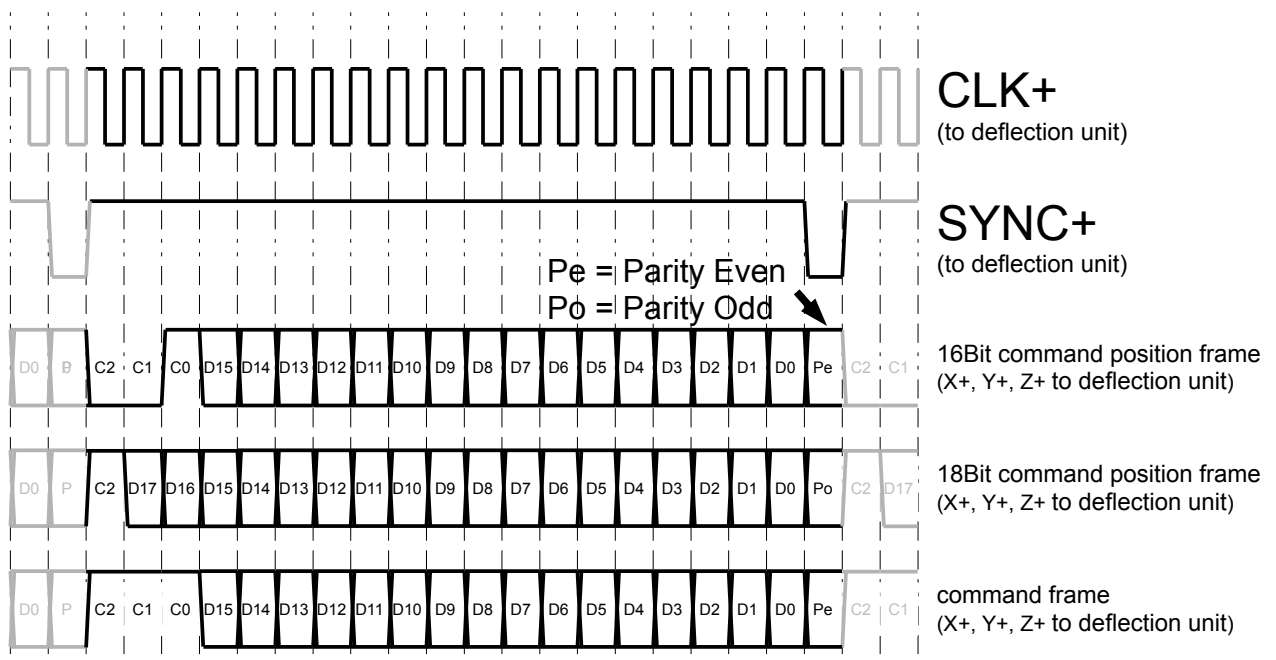 CLK+
(to deflection unit)
SYNC+
(to deflection unit)
Pe = Parity Even
Po = Parity Odd
D0 C2 C1 C0 D15 D14 D13 D12 D11 D10 D9 D8 D7 D6 D5 D4 D3 D2 D1 D0 Pe C2 C1
16Bit command position frame
(X+, Y+, Z+ to deflection unit)
D0 P C2 D17 D16 D15 D14 D13 D12 D11 D10 D9 D8 D7 D6 D5 D4 D3 D2 D1 D0 Po C2 D17
18Bit command position frame
(X+, Y+, Z+ to deflection unit)
D0 P C2 C1 C0 D15 D14 D13 D12 D11 D10 D9 D8 D7 D6 D5 D4 D3 D2 D1 D0 Pe C2 C1
command frame
(X+, Y+, Z+ to deflection unit)